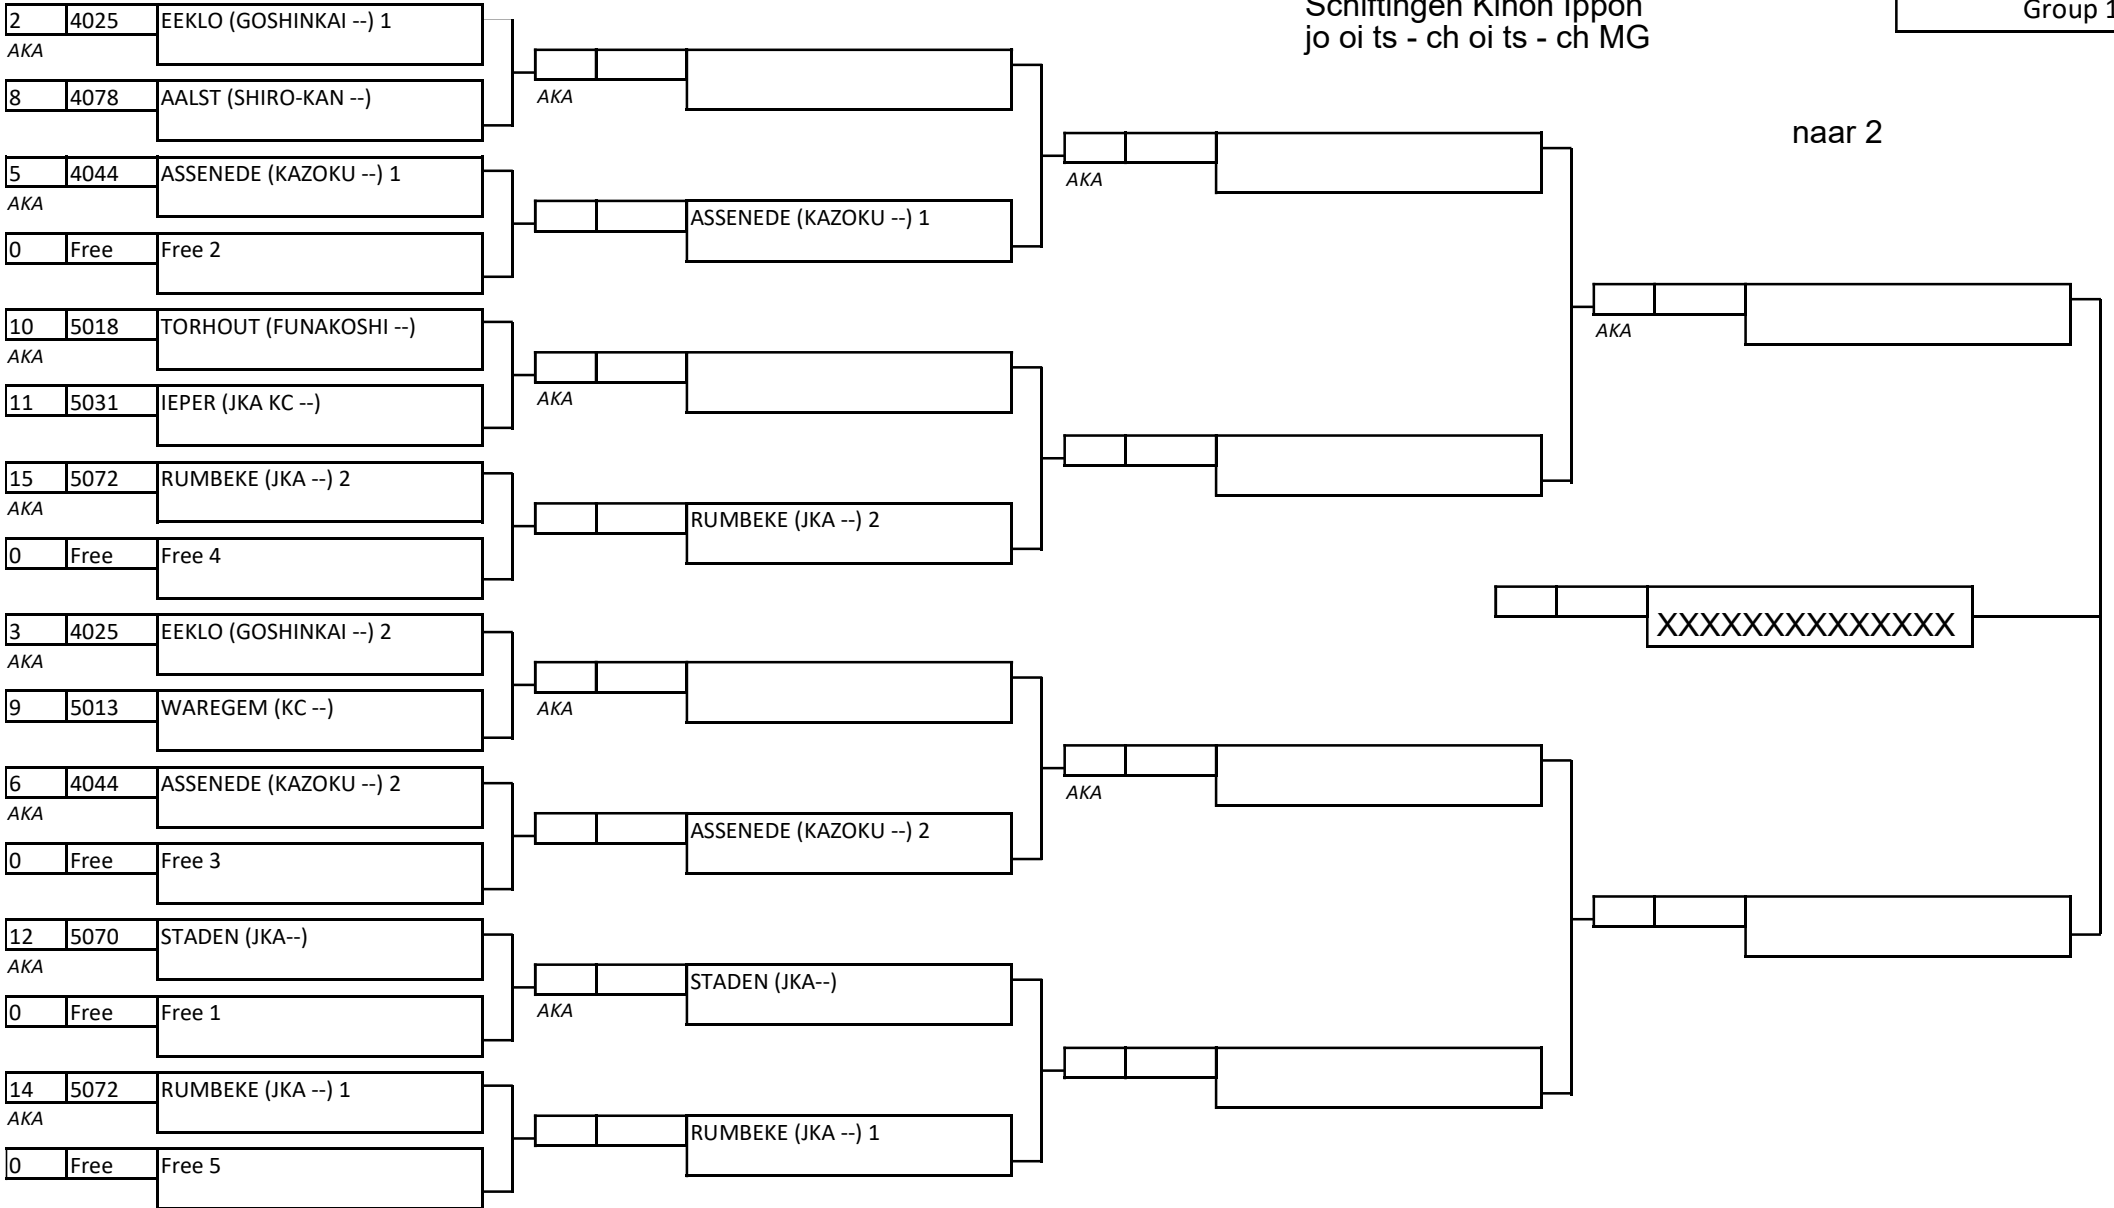 2 4025 EEKLO (GOSHINKAI --) 1
AKA
8 4078 AALST (SHIRO-KAN --)
5 4044 ASSENEDE (KAZOKU --) 1
AKA
0 Free Free 2
10 5018 TORHOUT (FUNAKOSHI --)
AKA
11 5031 IEPER (JKA KC --)
15 5072 RUMBEKE (JKA --) 2
AKA
0 Free Free 4
3 4025 EEKLO (GOSHINKAI --) 2
AKA
9 5013 WAREGEM (KC --)
6 4044 ASSENEDE (KAZOKU --) 2
AKA
0 Free Free 3
12 5070 STADEN (JKA--)
AKA
0 Free Free 1
14 5072 RUMBEKE (JKA --) 1
AKA
0 Free Free 5
AKA
ASSENEDE (KAZOKU --) 1
AKA
RUMBEKE (JKA --) 2
AKA
ASSENEDE (KAZOKU --) 2
STADEN (JKA--)
AKA
RUMBEKE (JKA --) 1
Schiftingen Kihon Ippon
jo oi ts - ch oi ts - ch MG
AKA
AKA
Group 1
naar 2
AKA
XXXXXXXXXXXXXX